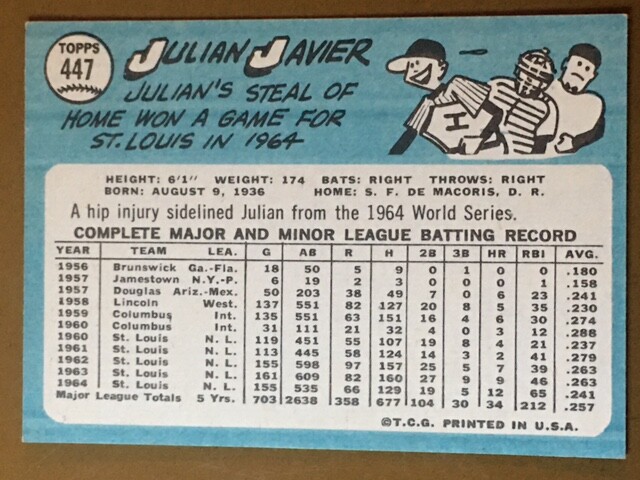 TOPPS
447
JULIAN JAVIER
JULIAN'S STEAL OF
HOME WON A GAME FOR
ST. LOUIS IN 1964
H
HEIGHT: 6'1" WEIGHT: 174 BATS: RIGHT THROWS: RIGHT
BORN: AUGUST 9, 1936 HOME: S. F. DE MACORIS, D. R.
A hip injury sidelined Julian from the 1964 World Series.
COMPLETE MAJOR AND MINOR LEAGUE BATTING RECORD
YEAR TEAM LEA. G AB R H 2B 3B HR RBI AVG.
1956 Brunswick Ga.-Fla. 18 50 5 9 0 1 0 0 .180
1957 Jamestown N.Y.-P. 6 19 2 3 0 0 0 1 .158
1957 Douglas Ariz.-Mex. 50 203 38 49 7 0 6 23 .241
1958 Lincoln West. 137 551 82 127 20 8 5 35 .230
1959 Columbus Int. 135 551 63 151 16 4 6 30 .274
1960 Columbus Int. 31 111 21 32 4 0 3 12 .288
1960 St. Louis N. L. 119 451 55 107 19 8 4 21 .237
1961 St. Louis N. L. 113 445 58 124 14 3 2 41 .279
1962 St. Louis N. L. 155 598 97 157 25 5 7 39 .263
1963 St. Louis N. L. 161 609 82 160 27 9 9 46 .263
1964 St. Louis N. L. 155 535 66 129 19 5 12 65 .241
Major League Totals 5 Yrs. 703 2638 358 677 104 30 34 212 .257
©T.C.G. PRINTED IN U.S.A.